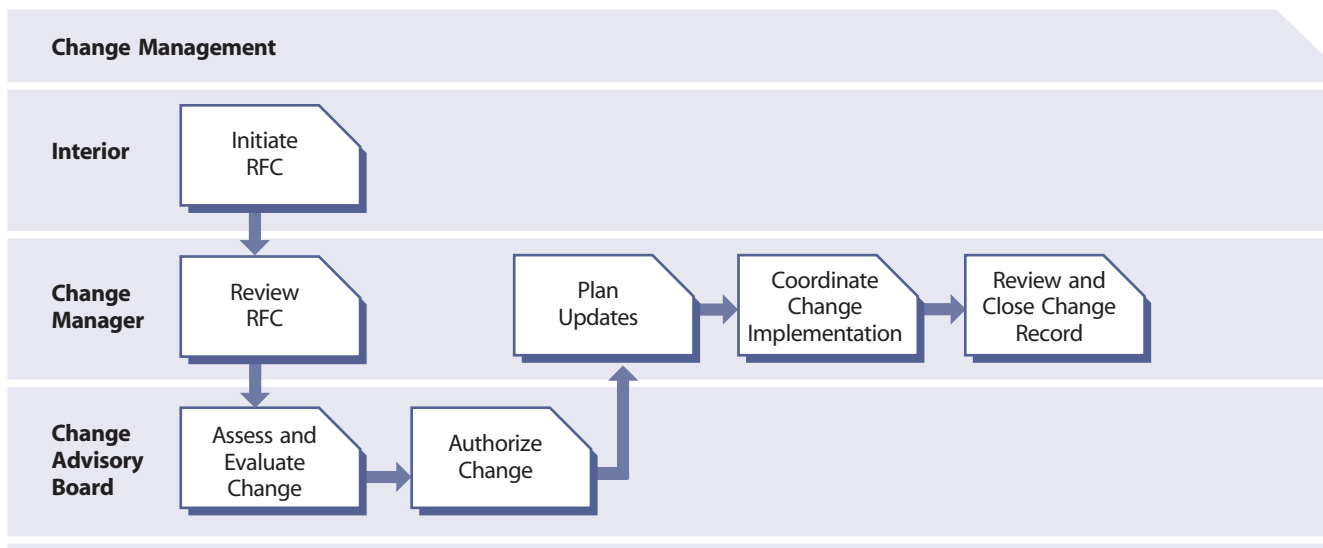 Change Management
Interior
Initiate
RFC
Change
Manager
Review
RFC
Plan
Updates
Coordinate
Change
Implementation
Review and
Close Change
Record
Change
Advisory
Board
Assess and
Evaluate
Change
Authorize
Change